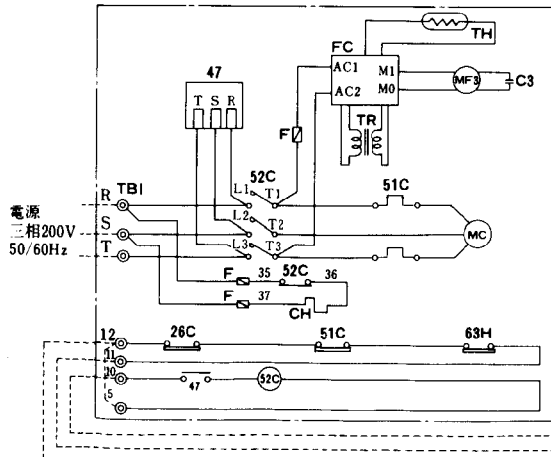 TH
FC
47
AC1
M1
MF3
C3
AC2
M0
T S R
F
TR
52C
51C
R
TB1
L1
T1
電源
三相200V
50/60Hz
S
L2
T2
MC
T
L3
T3
F
35
52C
36
F
37
CH
12
26C
51C
63H
11
10
47
52C
5